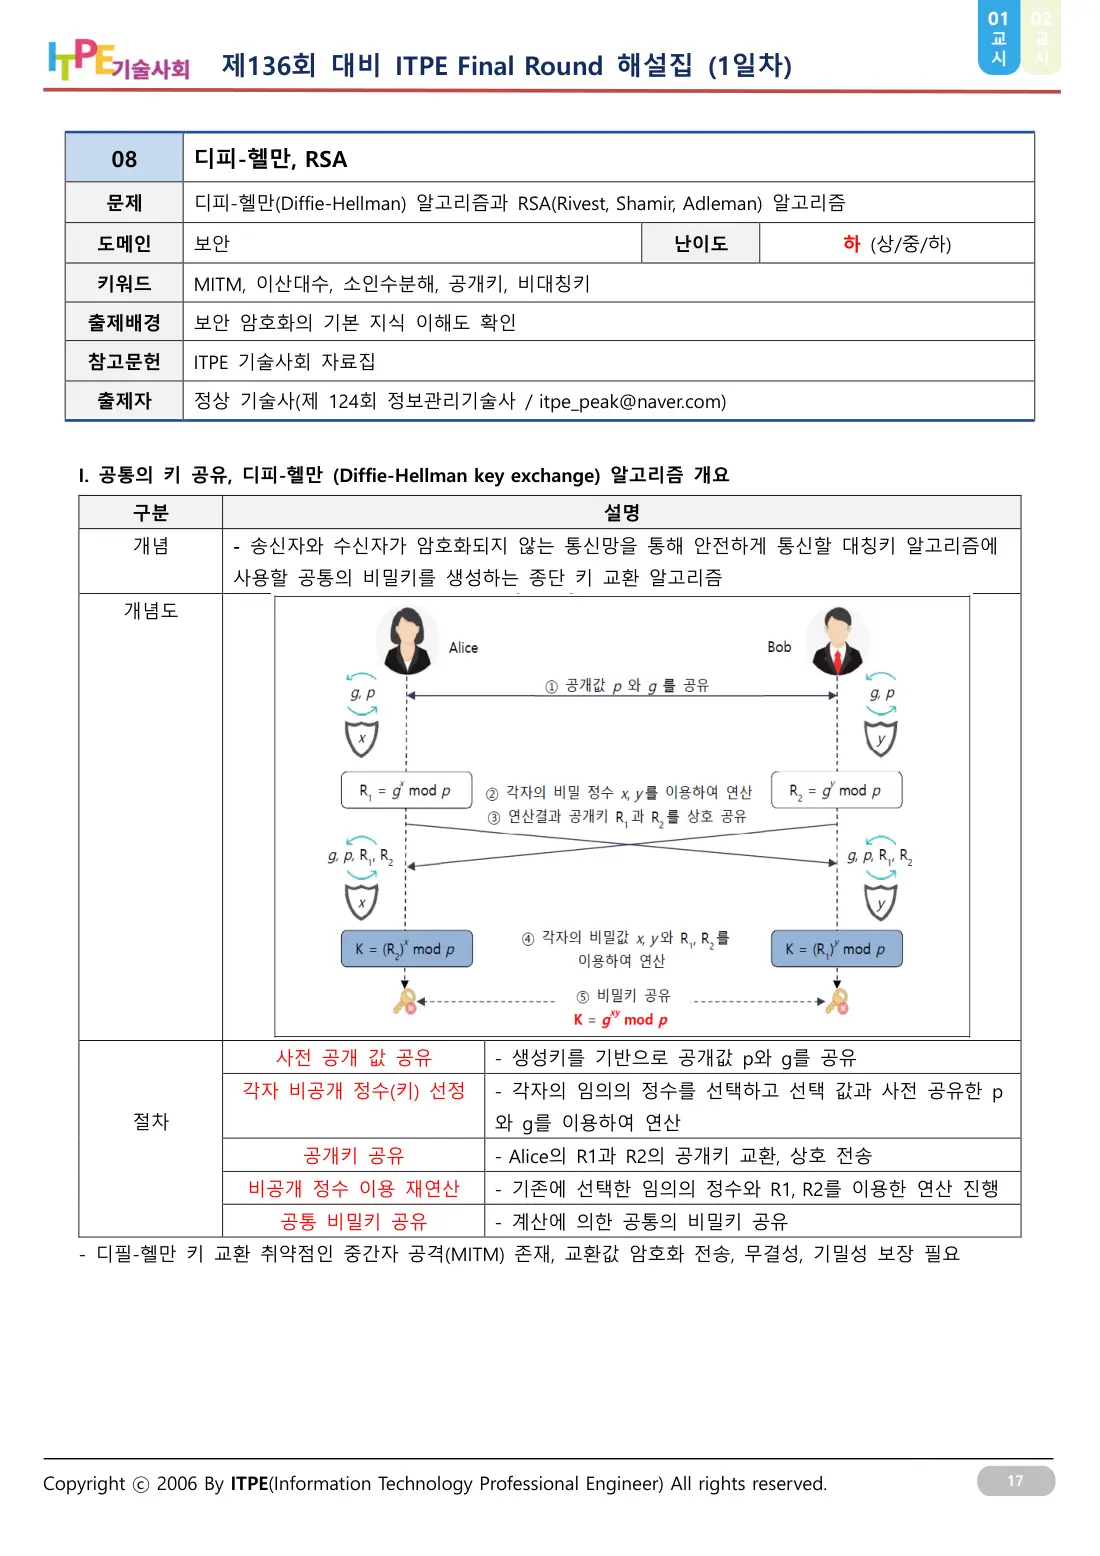 ITPE기술사회
제136회 대비 ITPE Final Round 해설집 (1일차)
01
교
시
02
교
시
08
디피-헬만, RSA
문제
디피-헬만(Diffie-Hellman) 알고리즘과 RSA(Rivest, Shamir, Adleman) 알고리즘
도메인
보안
난이도
하 (상/중/하)
키워드
MITM, 이산대수, 소인수분해, 공개키, 비대칭키
출제배경
보안 암호화의 기본 지식 이해도 확인
참고문헌
ITPE 기술사회 자료집
출제자
정상 기술사(제 124회 정보관리기술사 / itpe_peak@naver.com)
I. 공통의 키 공유, 디피-헬만 (Diffie-Hellman key exchange) 알고리즘 개요
구분
설명
개념
- 송신자와 수신자가 암호화되지 않는 통신망을 통해 안전하게 통신할 대칭키 알고리즘에
사용할 공통의 비밀키를 생성하는 종단 키 교환 알고리즘
개념도
Alice
Bob
① 공개값 p 와 g 를 공유
g, p
g, p
x
y
R1 = g^x mod p
② 각자의 비밀 정수 x, y를 이용하여 연산
R2 = g^y mod p
③ 연산결과 공개키 R1과 R2를 상호 공유
g, p, R1, R2
g, p, R1, R2
x
y
K = (R2)^x mod p
④ 각자의 비밀값 x, y와 R1, R2를
이용하여 연산
K = (R1)^y mod p
⑤ 비밀키 공유
K = g^xy mod p
절차
사전 공개 값 공유
- 생성키를 기반으로 공개값 p와 g를 공유
각자 비공개 정수(키) 선정
- 각자의 임의의 정수를 선택하고 선택 값과 사전 공유한 p
와 g를 이용하여 연산
공개키 공유
- Alice의 R1과 R2의 공개키 교환, 상호 전송
비공개 정수 이용 재연산
- 기존에 선택한 임의의 정수와 R1, R2를 이용한 연산 진행
공통 비밀키 공유
- 계산에 의한 공통의 비밀키 공유
- 디필-헬만 키 교환 취약점인 중간자 공격(MITM) 존재, 교환값 암호화 전송, 무결성, 기밀성 보장 필요
Copyright ⓒ 2006 By ITPE(Information Technology Professional Engineer) All rights reserved.
17